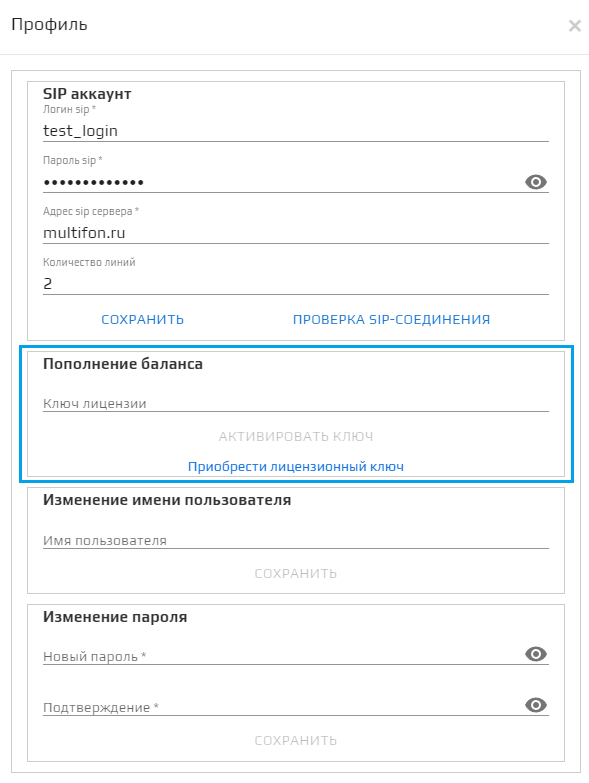 Профиль
SIP аккаунт
Логин sip *
test_login
Пароль sip *
•••••••••••••
Адрес sip сервера *
multifon.ru
Количество линий
2
СОХРАНИТЬ ПРОВЕРКА SIP-СОЕДИНЕНИЯ
Пополнение баланса
Ключ лицензии
АКТИВИРОВАТЬ КЛЮЧ
Приобрести лицензионный ключ
Изменение имени пользователя
Имя пользователя
СОХРАНИТЬ
Изменение пароля
Новый пароль *
Подтверждение *
СОХРАНИТЬ